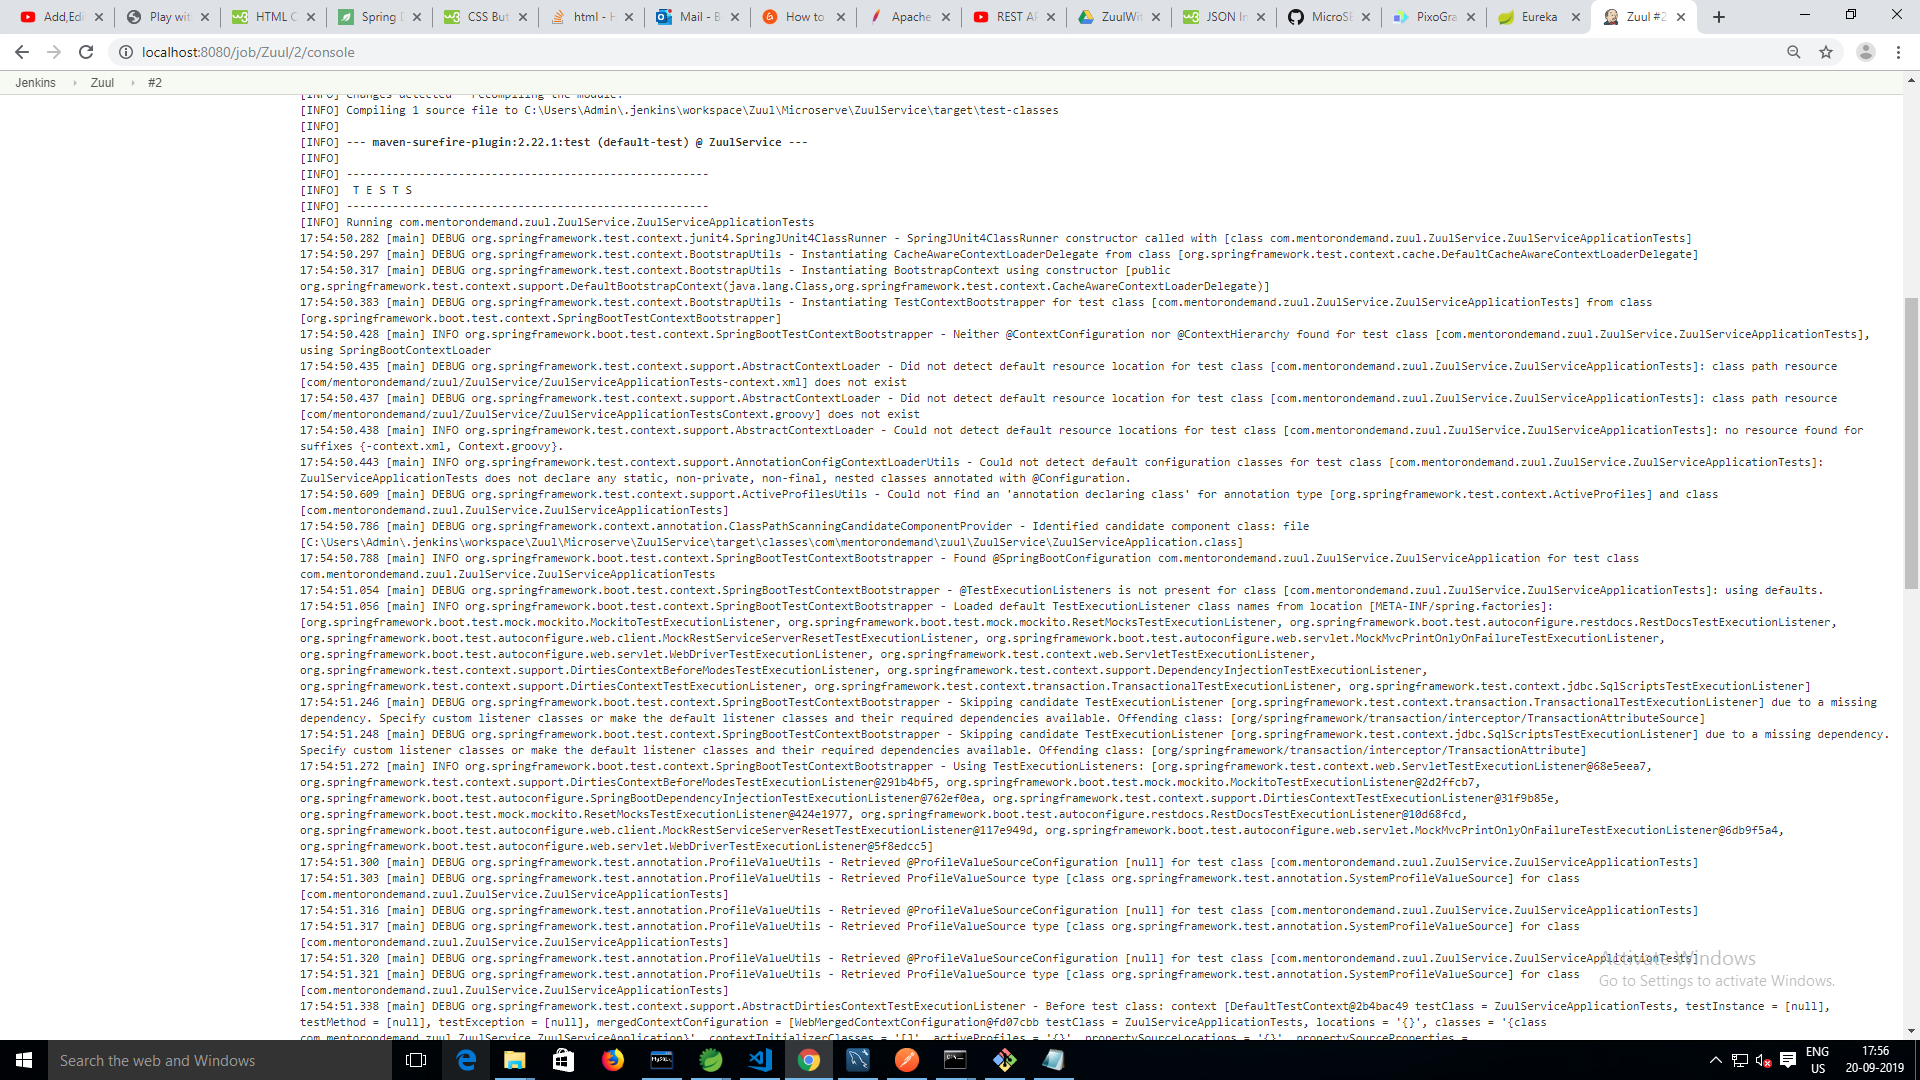 Add,Edi
Play wit
HTML C
Spring D
CSS But
html - H
Mail - B
How to
Apache
REST AP
ZuulWit
JSON In
MicroSE
PixoGra
Eureka
Zuul #2
localhost:8080/job/Zuul/2/console
Jenkins
Zuul
#2
[INFO] Changes detected - recompiling the module!
[INFO] Compiling 1 source file to C:\Users\Admin\.jenkins\workspace\Zuul\Microserve\ZuulService\target\test-classes
[INFO]
[INFO] --- maven-surefire-plugin:2.22.1:test (default-test) @ ZuulService ---
[INFO]
[INFO] -------------------------------------------------------
[INFO]  T E S T S
[INFO] -------------------------------------------------------
[INFO] Running com.mentorondemand.zuul.ZuulService.ZuulServiceApplicationTests
17:54:50.282 [main] DEBUG org.springframework.test.context.junit4.SpringJUnit4ClassRunner - SpringJUnit4ClassRunner constructor called with [class com.mentorondemand.zuul.ZuulService.ZuulServiceApplicationTests]
17:54:50.297 [main] DEBUG org.springframework.test.context.BootstrapUtils - Instantiating CacheAwareContextLoaderDelegate from class [org.springframework.test.context.cache.DefaultCacheAwareContextLoaderDelegate]
17:54:50.317 [main] DEBUG org.springframework.test.context.BootstrapUtils - Instantiating BootstrapContext using constructor [public
org.springframework.test.context.support.DefaultBootstrapContext(java.lang.Class,org.springframework.test.context.CacheAwareContextLoaderDelegate)]
17:54:50.383 [main] DEBUG org.springframework.test.context.BootstrapUtils - Instantiating TestContextBootstrapper for test class [com.mentorondemand.zuul.ZuulService.ZuulServiceApplicationTests] from class
[org.springframework.boot.test.context.SpringBootTestContextBootstrapper]
17:54:50.428 [main] INFO org.springframework.boot.test.context.SpringBootTestContextBootstrapper - Neither @ContextConfiguration nor @ContextHierarchy found for test class [com.mentorondemand.zuul.ZuulService.ZuulServiceApplicationTests],
using SpringBootContextLoader
17:54:50.435 [main] DEBUG org.springframework.test.context.support.AbstractContextLoader - Did not detect default resource location for test class [com.mentorondemand.zuul.ZuulService.ZuulServiceApplicationTests]: class path resource
[com/mentorondemand/zuul/ZuulService/ZuulServiceApplicationTests-context.xml] does not exist
17:54:50.437 [main] DEBUG org.springframework.test.context.support.AbstractContextLoader - Did not detect default resource location for test class [com.mentorondemand.zuul.ZuulService.ZuulServiceApplicationTests]: class path resource
[com/mentorondemand/zuul/ZuulService/ZuulServiceApplicationTestsContext.groovy] does not exist
17:54:50.438 [main] INFO org.springframework.test.context.support.AbstractContextLoader - Could not detect default resource locations for test class [com.mentorondemand.zuul.ZuulService.ZuulServiceApplicationTests]: no resource found for
suffixes {-context.xml, Context.groovy}.
17:54:50.443 [main] INFO org.springframework.test.context.support.AnnotationConfigContextLoaderUtils - Could not detect default configuration classes for test class [com.mentorondemand.zuul.ZuulService.ZuulServiceApplicationTests]:
ZuulServiceApplicationTests does not declare any static, non-private, non-final, nested classes annotated with @Configuration.
17:54:50.609 [main] DEBUG org.springframework.test.context.support.ActiveProfilesUtils - Could not find an 'annotation declaring class' for annotation type [org.springframework.test.context.ActiveProfiles] and class
[com.mentorondemand.zuul.ZuulService.ZuulServiceApplicationTests]
17:54:50.786 [main] DEBUG org.springframework.context.annotation.ClassPathScanningCandidateComponentProvider - Identified candidate component class: file
[C:\Users\Admin\.jenkins\workspace\Zuul\Microserve\ZuulService\target\classes\com\mentorondemand\zuul\ZuulService\ZuulServiceApplication.class]
17:54:50.788 [main] INFO org.springframework.boot.test.context.SpringBootTestContextBootstrapper - Found @SpringBootConfiguration com.mentorondemand.zuul.ZuulService.ZuulServiceApplication for test class
com.mentorondemand.zuul.ZuulService.ZuulServiceApplicationTests
17:54:51.054 [main] DEBUG org.springframework.boot.test.context.SpringBootTestContextBootstrapper - @TestExecutionListeners is not present for class [com.mentorondemand.zuul.ZuulService.ZuulServiceApplicationTests]: using defaults.
17:54:51.056 [main] INFO org.springframework.boot.test.context.SpringBootTestContextBootstrapper - Loaded default TestExecutionListener class names from location [META-INF/spring.factories]:
[org.springframework.boot.test.mock.mockito.MockitoTestExecutionListener, org.springframework.boot.test.mock.mockito.ResetMocksTestExecutionListener, org.springframework.boot.test.autoconfigure.restdocs.RestDocsTestExecutionListener,
org.springframework.boot.test.autoconfigure.web.client.MockRestServiceServerResetTestExecutionListener, org.springframework.boot.test.autoconfigure.web.servlet.MockMvcPrintOnlyOnFailureTestExecutionListener,
org.springframework.boot.test.autoconfigure.web.servlet.WebDriverTestExecutionListener, org.springframework.test.context.web.ServletTestExecutionListener,
org.springframework.test.context.support.DirtiesContextBeforeModesTestExecutionListener, org.springframework.test.context.support.DependencyInjectionTestExecutionListener,
org.springframework.test.context.support.DirtiesContextTestExecutionListener, org.springframework.test.context.transaction.TransactionalTestExecutionListener, org.springframework.test.context.jdbc.SqlScriptsTestExecutionListener]
17:54:51.246 [main] DEBUG org.springframework.boot.test.context.SpringBootTestContextBootstrapper - Skipping candidate TestExecutionListener [org.springframework.test.context.transaction.TransactionalTestExecutionListener] due to a missing
dependency. Specify custom listener classes or make the default listener classes and their required dependencies available. Offending class: [org/springframework/transaction/interceptor/TransactionAttributeSource]
17:54:51.248 [main] DEBUG org.springframework.boot.test.context.SpringBootTestContextBootstrapper - Skipping candidate TestExecutionListener [org.springframework.test.context.jdbc.SqlScriptsTestExecutionListener] due to a missing dependency.
Specify custom listener classes or make the default listener classes and their required dependencies available. Offending class: [org/springframework/transaction/interceptor/TransactionAttribute]
17:54:51.272 [main] INFO org.springframework.boot.test.context.SpringBootTestContextBootstrapper - Using TestExecutionListeners: [org.springframework.test.context.web.ServletTestExecutionListener@68e5eea7,
org.springframework.test.context.support.DirtiesContextBeforeModesTestExecutionListener@291b4bf5, org.springframework.boot.test.mock.mockito.MockitoTestExecutionListener@2d2ffcb7,
org.springframework.boot.test.autoconfigure.SpringBootDependencyInjectionTestExecutionListener@762ef0ea, org.springframework.test.context.support.DirtiesContextTestExecutionListener@31f9b85e,
org.springframework.boot.test.mock.mockito.ResetMocksTestExecutionListener@424e1977, org.springframework.boot.test.autoconfigure.restdocs.RestDocsTestExecutionListener@10d68fcd,
org.springframework.boot.test.autoconfigure.web.client.MockRestServiceServerResetTestExecutionListener@117e949d, org.springframework.boot.test.autoconfigure.web.servlet.MockMvcPrintOnlyOnFailureTestExecutionListener@6db9f5a4,
org.springframework.boot.test.autoconfigure.web.servlet.WebDriverTestExecutionListener@5f8edcc5]
17:54:51.300 [main] DEBUG org.springframework.test.annotation.ProfileValueUtils - Retrieved @ProfileValueSourceConfiguration [null] for test class [com.mentorondemand.zuul.ZuulService.ZuulServiceApplicationTests]
17:54:51.303 [main] DEBUG org.springframework.test.annotation.ProfileValueUtils - Retrieved ProfileValueSource type [class org.springframework.test.annotation.SystemProfileValueSource] for class
[com.mentorondemand.zuul.ZuulService.ZuulServiceApplicationTests]
17:54:51.316 [main] DEBUG org.springframework.test.annotation.ProfileValueUtils - Retrieved @ProfileValueSourceConfiguration [null] for test class [com.mentorondemand.zuul.ZuulService.ZuulServiceApplicationTests]
17:54:51.317 [main] DEBUG org.springframework.test.annotation.ProfileValueUtils - Retrieved ProfileValueSource type [class org.springframework.test.annotation.SystemProfileValueSource] for class
[com.mentorondemand.zuul.ZuulService.ZuulServiceApplicationTests]
17:54:51.320 [main] DEBUG org.springframework.test.annotation.ProfileValueUtils - Retrieved @ProfileValueSourceConfiguration [null] for test class [com.mentorondemand.zuul.ZuulService.ZuulServiceApplicationTests]
17:54:51.321 [main] DEBUG org.springframework.test.annotation.ProfileValueUtils - Retrieved ProfileValueSource type [class org.springframework.test.annotation.SystemProfileValueSource] for class
[com.mentorondemand.zuul.ZuulService.ZuulServiceApplicationTests]
17:54:51.338 [main] DEBUG org.springframework.test.context.support.AbstractDirtiesContextTestExecutionListener - Before test class: context [DefaultTestContext@2b4bac49 testClass = ZuulServiceApplicationTests, testInstance = [null],
testMethod = [null], testException = [null], mergedContextConfiguration = [WebMergedContextConfiguration@fd07cbb testClass = ZuulServiceApplicationTests, locations = '{}', classes = '{class
com.mentorondemand.zuul.ZuulService.ZuulServiceApplication}', contextInitializerClasses = '[]', activeProfiles = '{}', propertySourceLocations = '{}', propertySourceProperties =
Activate Windows
Go to Settings to activate Windows.
Search the web and Windows
ENG
US
17:56
20-09-2019